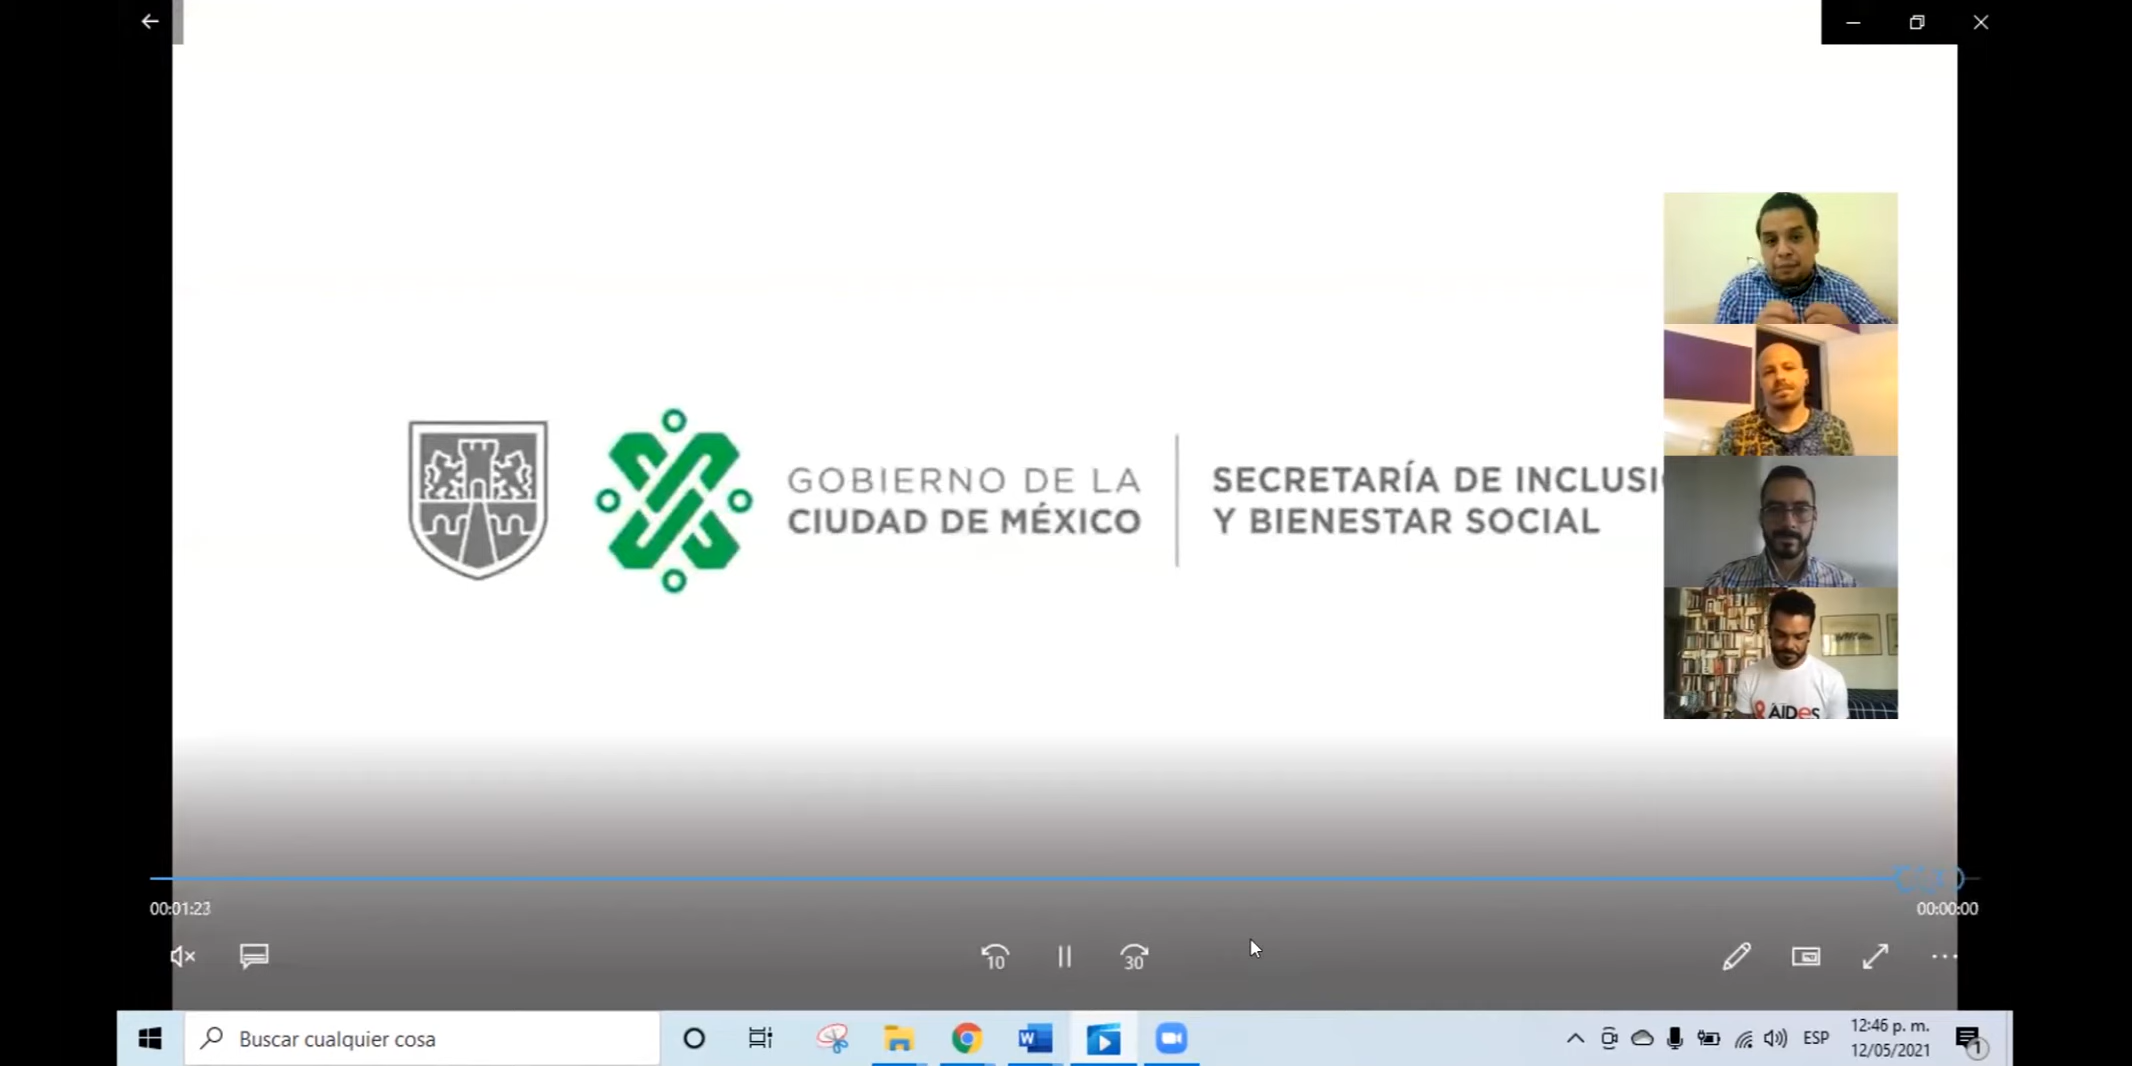 GOBIERNO DE LA
CIUDAD DE MÉXICO
SECRETARÍA DE INCLUSI
Y BIENESTAR SOCIAL
AIDES
00:01:23
00:00:00
10
30
Buscar cualquier cosa
ESP
12:46 p. m.
12/05/2021
1